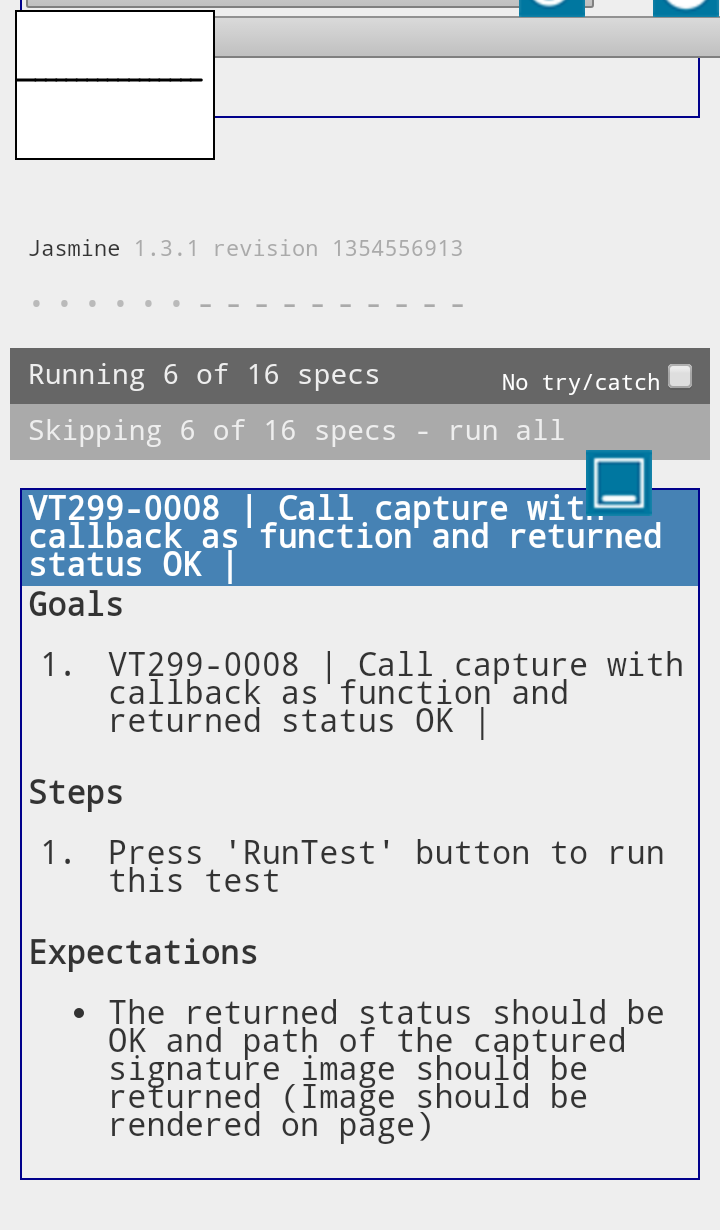 Jasmine 1.3.1 revision 1354556913
• • • • • • - - - - - - - - - -
Running 6 of 16 specs
No try/catch
Skipping 6 of 16 specs - run all
VT299-0008 | Call capture with
callback as function and returned
status OK |
Goals
1. VT299-0008 | Call capture with
callback as function and
returned status OK |
Steps
1. Press 'RunTest' button to run
this test
Expectations
• The returned status should be
OK and path of the captured
signature image should be
returned (Image should be
rendered on page)